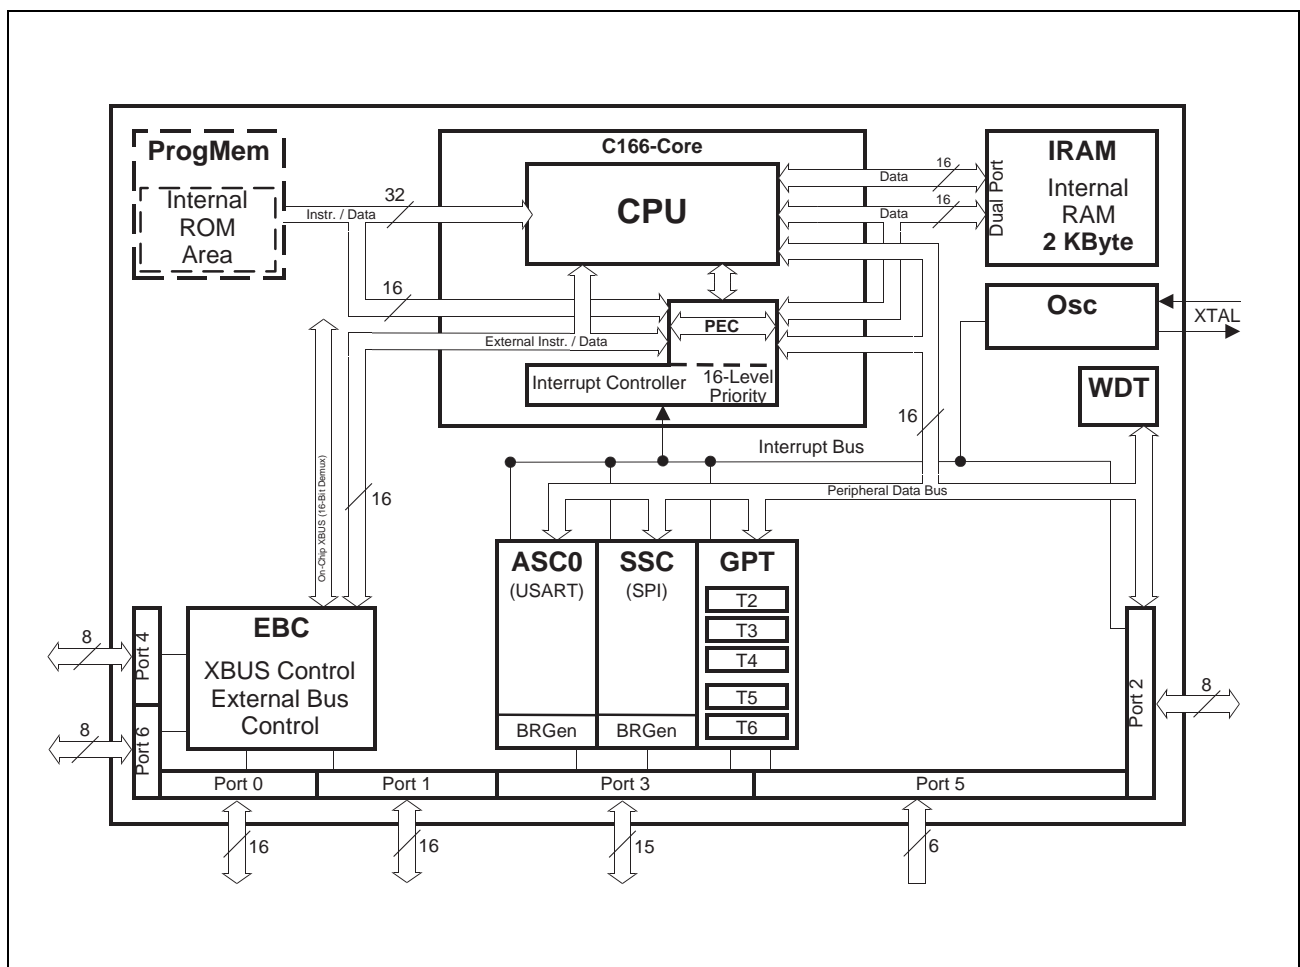 C166-Core
ProgMem
Internal
ROM
Area
32
Instr. / Data
CPU
16
Data
16
Data
Dual Port
IRAM
Internal
RAM
2 KByte
16
Osc
XTAL
PEC
External Instr. / Data
Interrupt Controller
16-Level
Priority
WDT
16
Interrupt Bus
On-Chip XBUS (16-Bit Demux)
16
Peripheral Data Bus
ASC0
(USART)
BRGen
SSC
(SPI)
BRGen
GPT
T2
T3
T4
T5
T6
EBC
XBUS Control
External Bus
Control
8
Port 4
8
Port 6
Port 2
8
Port 0
Port 1
Port 3
Port 5
16
16
15
6